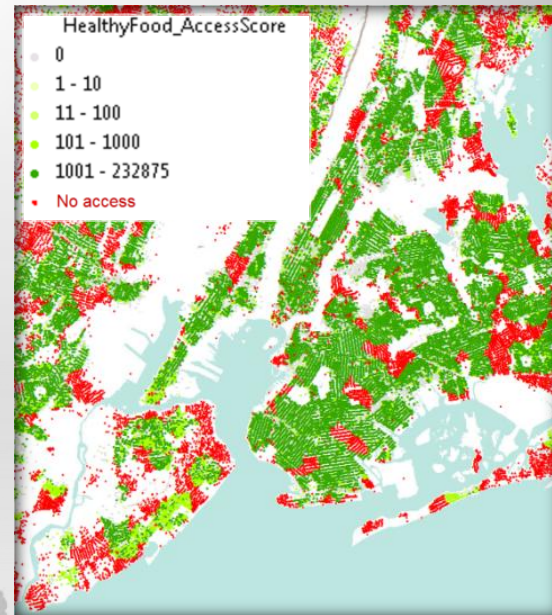 HealthyFood_AccessScore
0
1 - 10
11 - 100
101 - 1000
1001 - 232875
No access